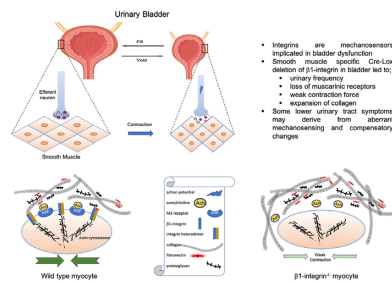 Urinary Bladder
Fill
Void
Efferent
neuron
Contraction
Smooth Muscle
Integrins are mechanosensors
implicated in bladder dysfunction
Smooth muscle specific Cre-Lox
deletion of β1-integrin in bladder led to;
urinary frequency
loss of muscarinic receptors
weak contraction force
expansion of collagen
Some lower urinary tract symptoms
may derive from aberrant
mechanosensing and compensatory
changes
Actin cytoskeleton
Wild type myocyte
action potential
acetylcholine
Ach
M3 receptor
β1-integrin
integrin heterodimer
collagen
fibronectin
proteoglycan
Weak
Contraction
β1-integrin-/- myocyte